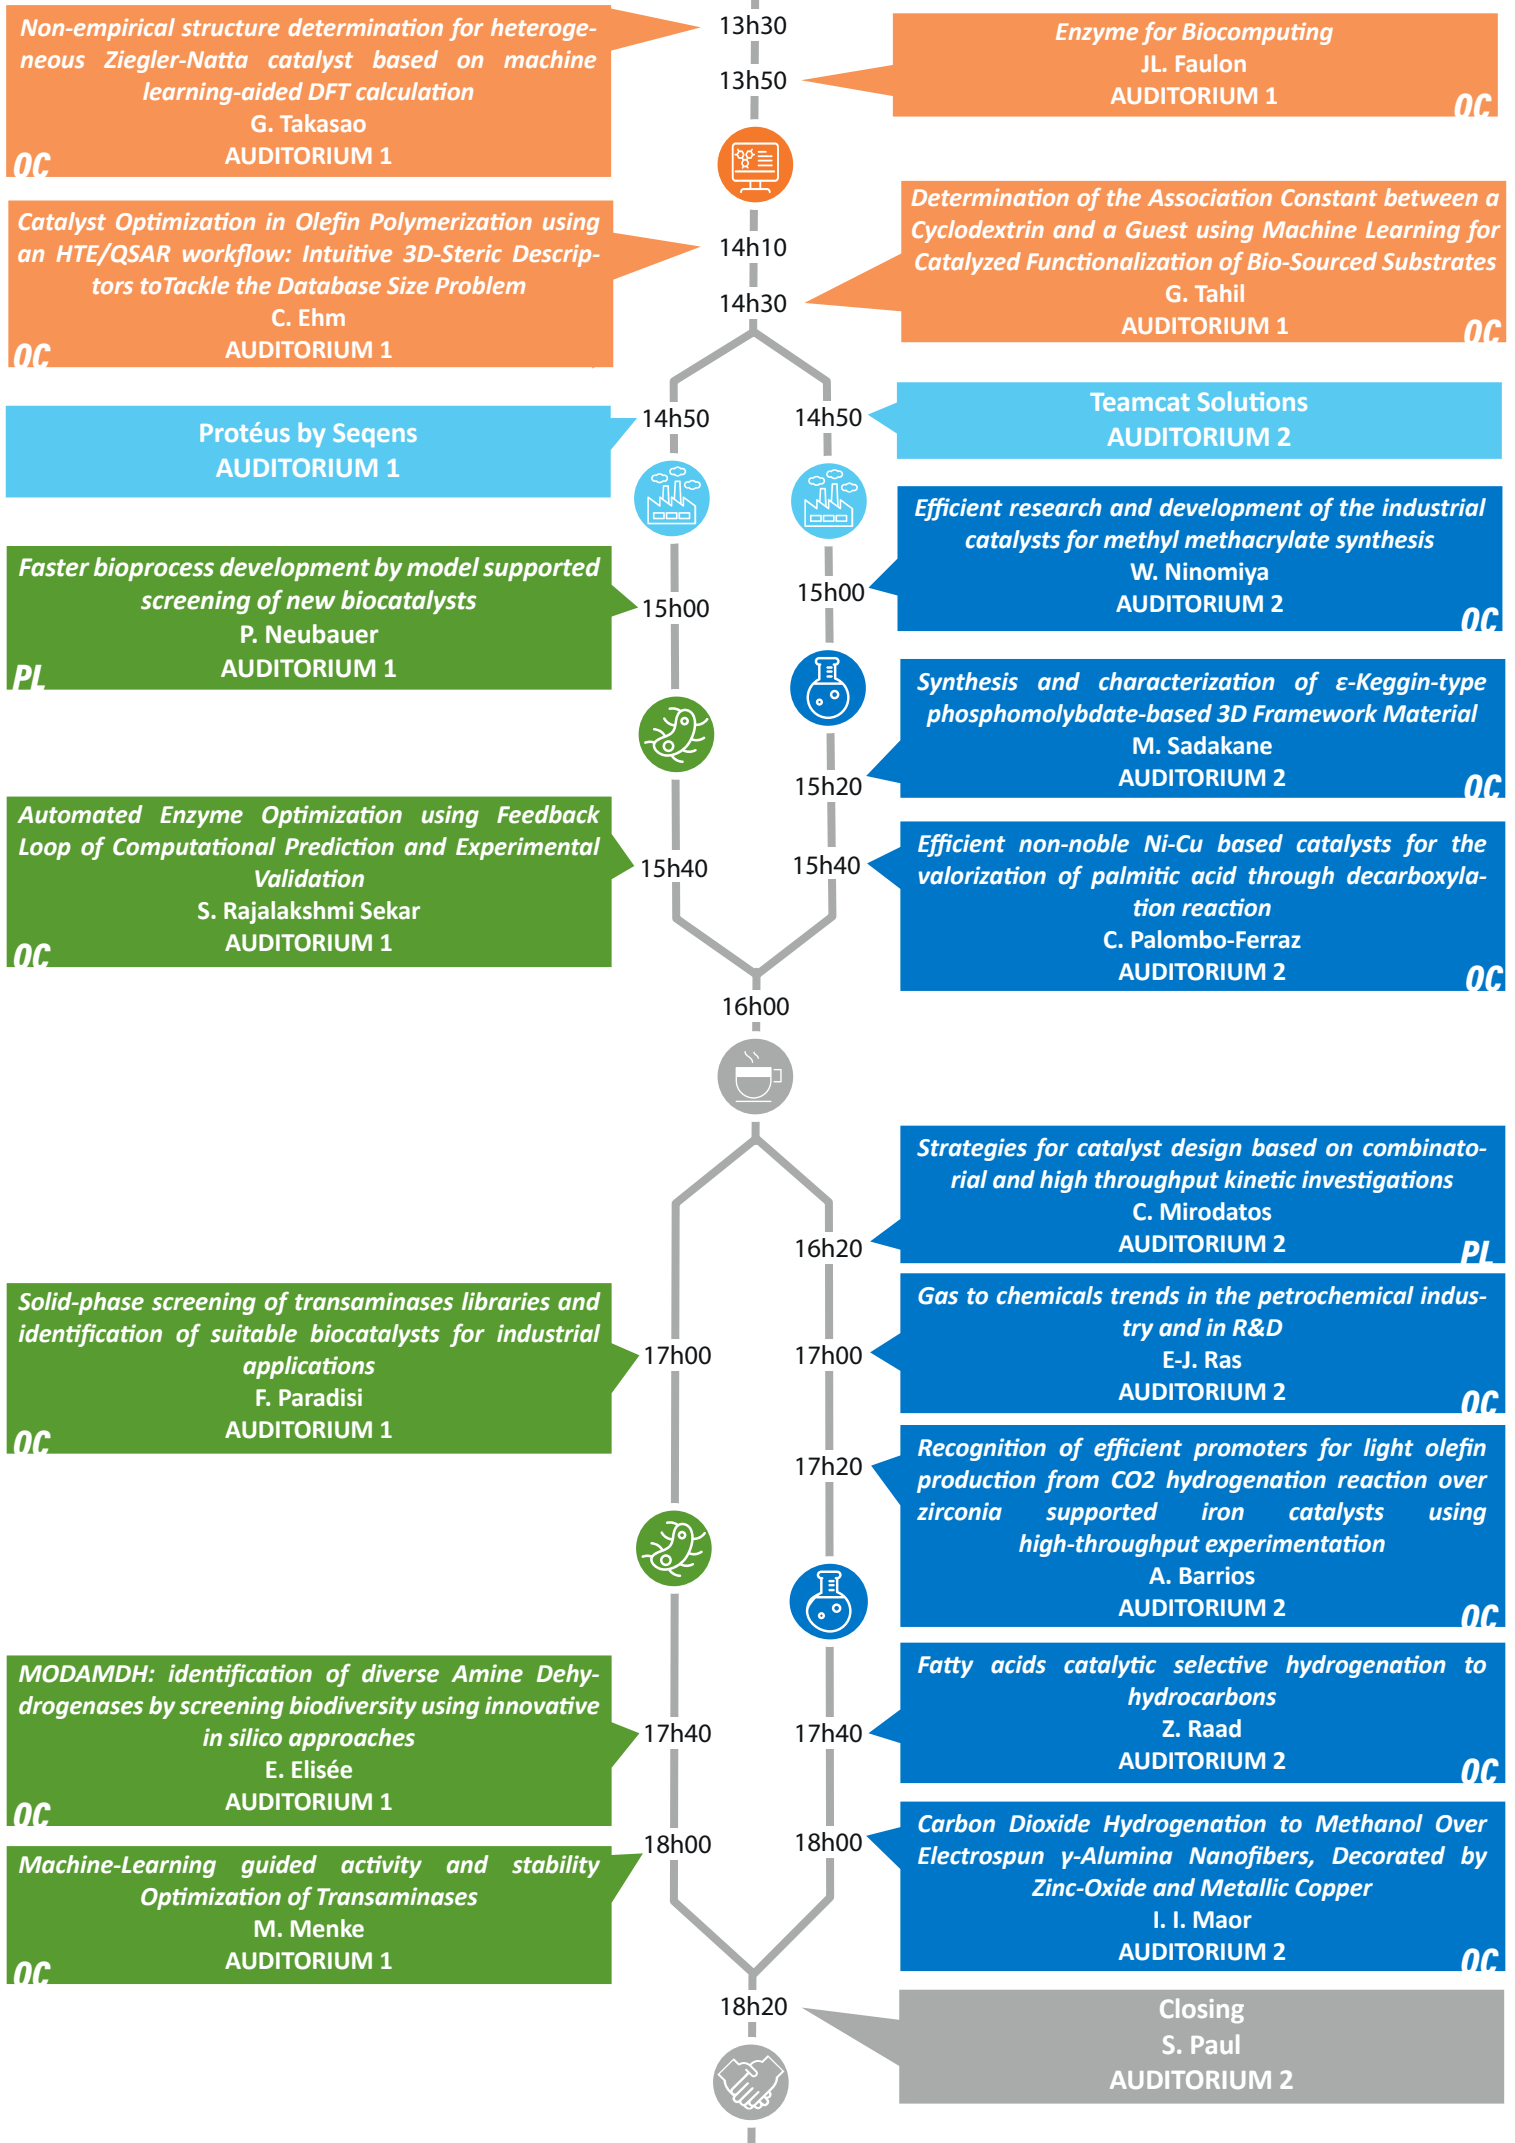 13h30
Non-empirical structure determination for heteroge-
neous Ziegler-Natta catalyst based on machine
learning-aided DFT calculation
G. Takasao
AUDITORIUM 1
OC
13h50
Enzyme for Biocomputing
JL. Faulon
AUDITORIUM 1
OC
14h10
Catalyst Optimization in Olefin Polymerization using
an HTE/QSAR workflow: Intuitive 3D-Steric Descrip-
tors toTackle the Database Size Problem
C. Ehm
AUDITORIUM 1
OC
14h30
Determination of the Association Constant between a
Cyclodextrin and a Guest using Machine Learning for
Catalyzed Functionalization of Bio-Sourced Substrates
G. Tahil
AUDITORIUM 1
OC
14h50
Protéus by Seqens
AUDITORIUM 1
14h50
Teamcat Solutions
AUDITORIUM 2
15h00
Faster bioprocess development by model supported
screening of new biocatalysts
P. Neubauer
AUDITORIUM 1
PL
15h00
Efficient research and development of the industrial
catalysts for methyl methacrylate synthesis
W. Ninomiya
AUDITORIUM 2
OC
15h20
Synthesis and characterization of ε-Keggin-type
phosphomolybdate-based 3D Framework Material
M. Sadakane
AUDITORIUM 2
OC
15h40
Automated Enzyme Optimization using Feedback
Loop of Computational Prediction and Experimental
Validation
S. Rajalakshmi Sekar
AUDITORIUM 1
OC
15h40
Efficient non-noble Ni-Cu based catalysts for the
valorization of palmitic acid through decarboxyla-
tion reaction
C. Palombo-Ferraz
AUDITORIUM 2
OC
16h00
16h20
Strategies for catalyst design based on combinato-
rial and high throughput kinetic investigations
C. Mirodatos
AUDITORIUM 2
PL
17h00
Solid-phase screening of transaminases libraries and
identification of suitable biocatalysts for industrial
applications
F. Paradisi
AUDITORIUM 1
OC
17h00
Gas to chemicals trends in the petrochemical indus-
try and in R&D
E-J. Ras
AUDITORIUM 2
OC
17h20
Recognition of efficient promoters for light olefin
production from CO2 hydrogenation reaction over
zirconia supported iron catalysts using
high-throughput experimentation
A. Barrios
AUDITORIUM 2
OC
17h40
MODAMDH: identification of diverse Amine Dehy-
drogenases by screening biodiversity using innovative
in silico approaches
E. Elisée
AUDITORIUM 1
OC
17h40
Fatty acids catalytic selective hydrogenation to
hydrocarbons
Z. Raad
AUDITORIUM 2
OC
18h00
Machine-Learning guided activity and stability
Optimization of Transaminases
M. Menke
AUDITORIUM 1
OC
18h00
Carbon Dioxide Hydrogenation to Methanol Over
Electrospun γ-Alumina Nanofibers, Decorated by
Zinc-Oxide and Metallic Copper
I. I. Maor
AUDITORIUM 2
OC
18h20
Closing
S. Paul
AUDITORIUM 2